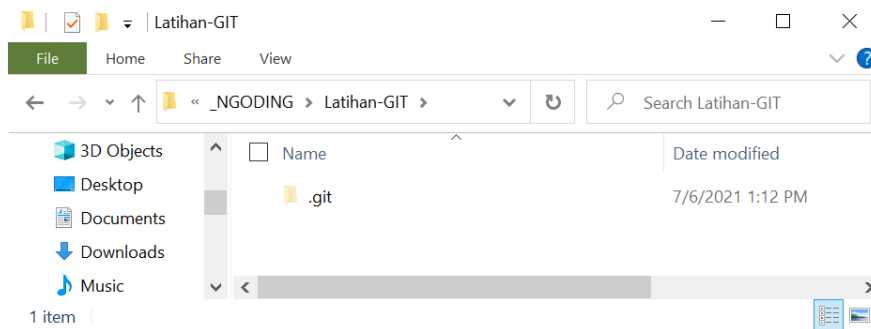 Latihan-GIT
File Home Share View
« _NGODING > Latihan-GIT > Search Latihan-GIT
3D Objects
Name Date modified
Desktop
.git 7/6/2021 1:12 PM
Documents
Downloads
Music
1 item